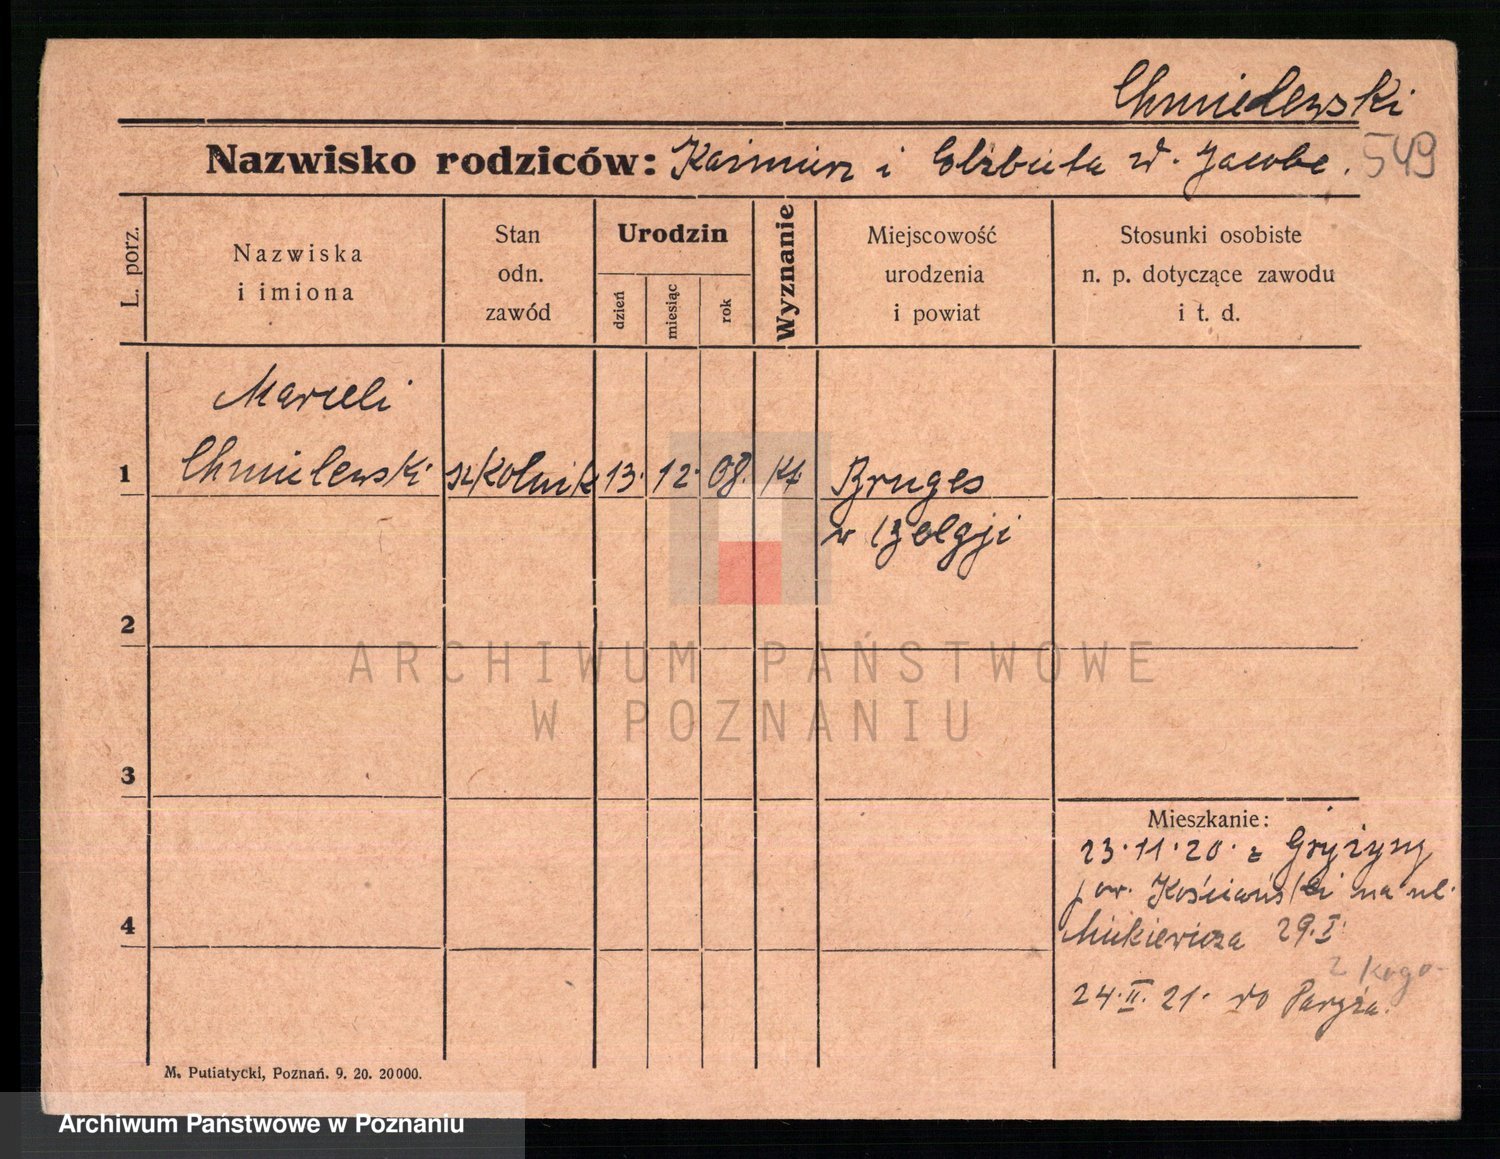 Chmielewski
Nazwisko rodziców: Kazimierz i Elżbieta z d. Jacobe. 549
L. porz.
Nazwiska
i imiona
Stan
odn.
zawód
Urodzin
dzień
miesiąc
rok
Wyznanie
Miejscowość
urodzenia
i powiat
Stosunki osobiste
n. p. dotyczące zawodu
i t. d.
Marceli
1 Chmielewski szkolnik 13. 12. 08. kt. Bruges
w Belgji
2
3
4
Mieszkanie:
23.11.20. z Gryżyny
pow. Kościański na ul.
Mickiewicza 29.I.
24.II.21. do Paryża.
M. Putiatycki, Poznań. 9. 20. 20000.
ARCHIWUM PAŃSTWOWE
W POZNANIU
Archiwum Państwowe w Poznaniu